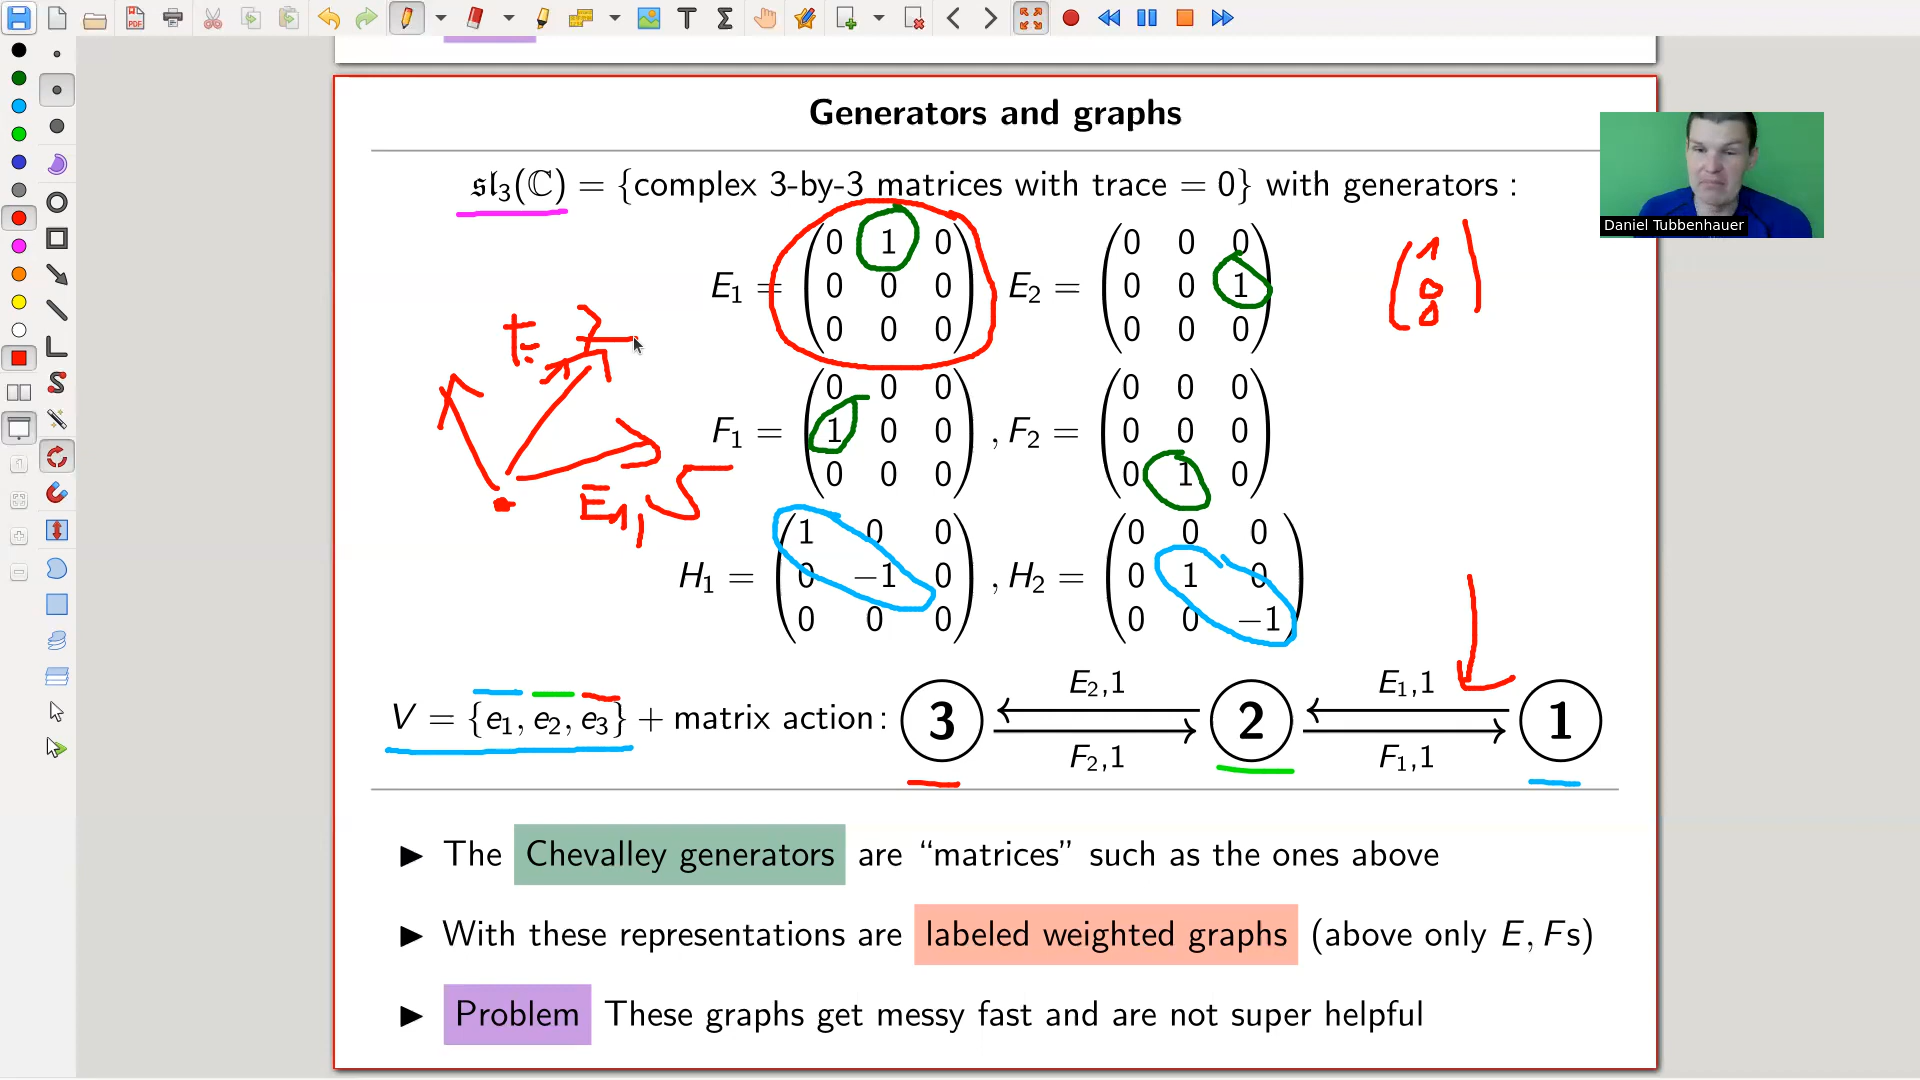 Generators and graphs
𝔰𝔩₃(ℂ) = {complex 3-by-3 matrices with trace = 0} with generators :
E₁ = (0 1 0
0 0 0
0 0 0) E₂ = (0 0 0
0 0 1
0 0 0)
(1
0
0)
F₁ = (0 0 0
1 0 0
0 0 0) , F₂ = (0 0 0
0 0 0
0 1 0)
H₁ = (1 0 0
0 −1 0
0 0 0) , H₂ = (0 0 0
0 1 0
0 0 −1)
V = {e₁, e₂, e₃} + matrix action: 3 E₂,1 F₂,1 2 E₁,1 F₁,1 1
▶ The Chevalley generators are “matrices” such as the ones above
▶ With these representations are labeled weighted graphs (above only E, Fs)
▶ Problem These graphs get messy fast and are not super helpful
Daniel Tubbenhauer
PDF
T
Σ